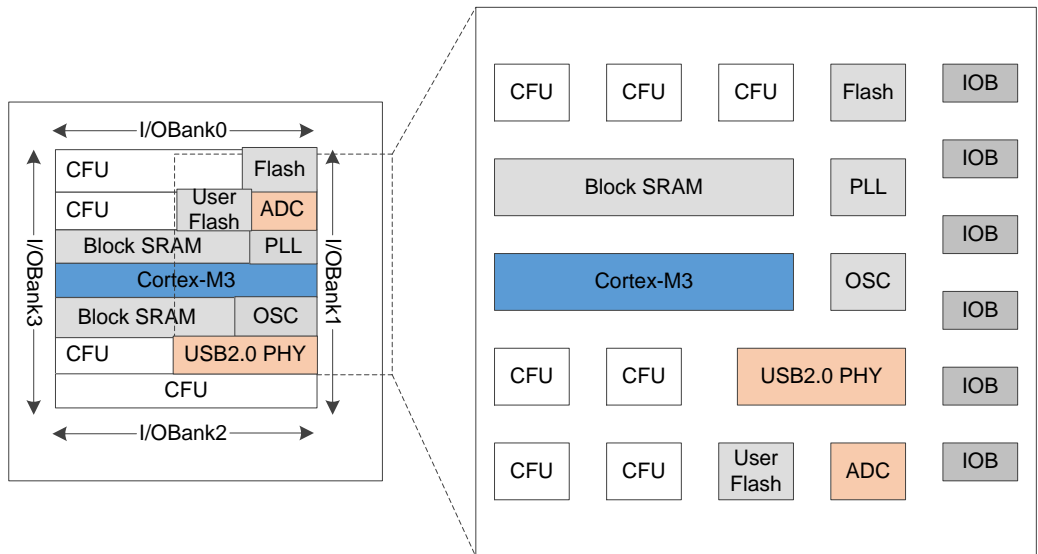 I/OBank0
CFU
Flash
CFU
User
Flash
ADC
Block SRAM
PLL
Cortex-M3
Block SRAM
OSC
CFU
USB2.0 PHY
CFU
I/OBank3
I/OBank1
I/OBank2
CFU
CFU
CFU
Flash
IOB
Block SRAM
PLL
IOB
Cortex-M3
OSC
IOB
IOB
CFU
CFU
USB2.0 PHY
IOB
CFU
CFU
User
Flash
ADC
IOB